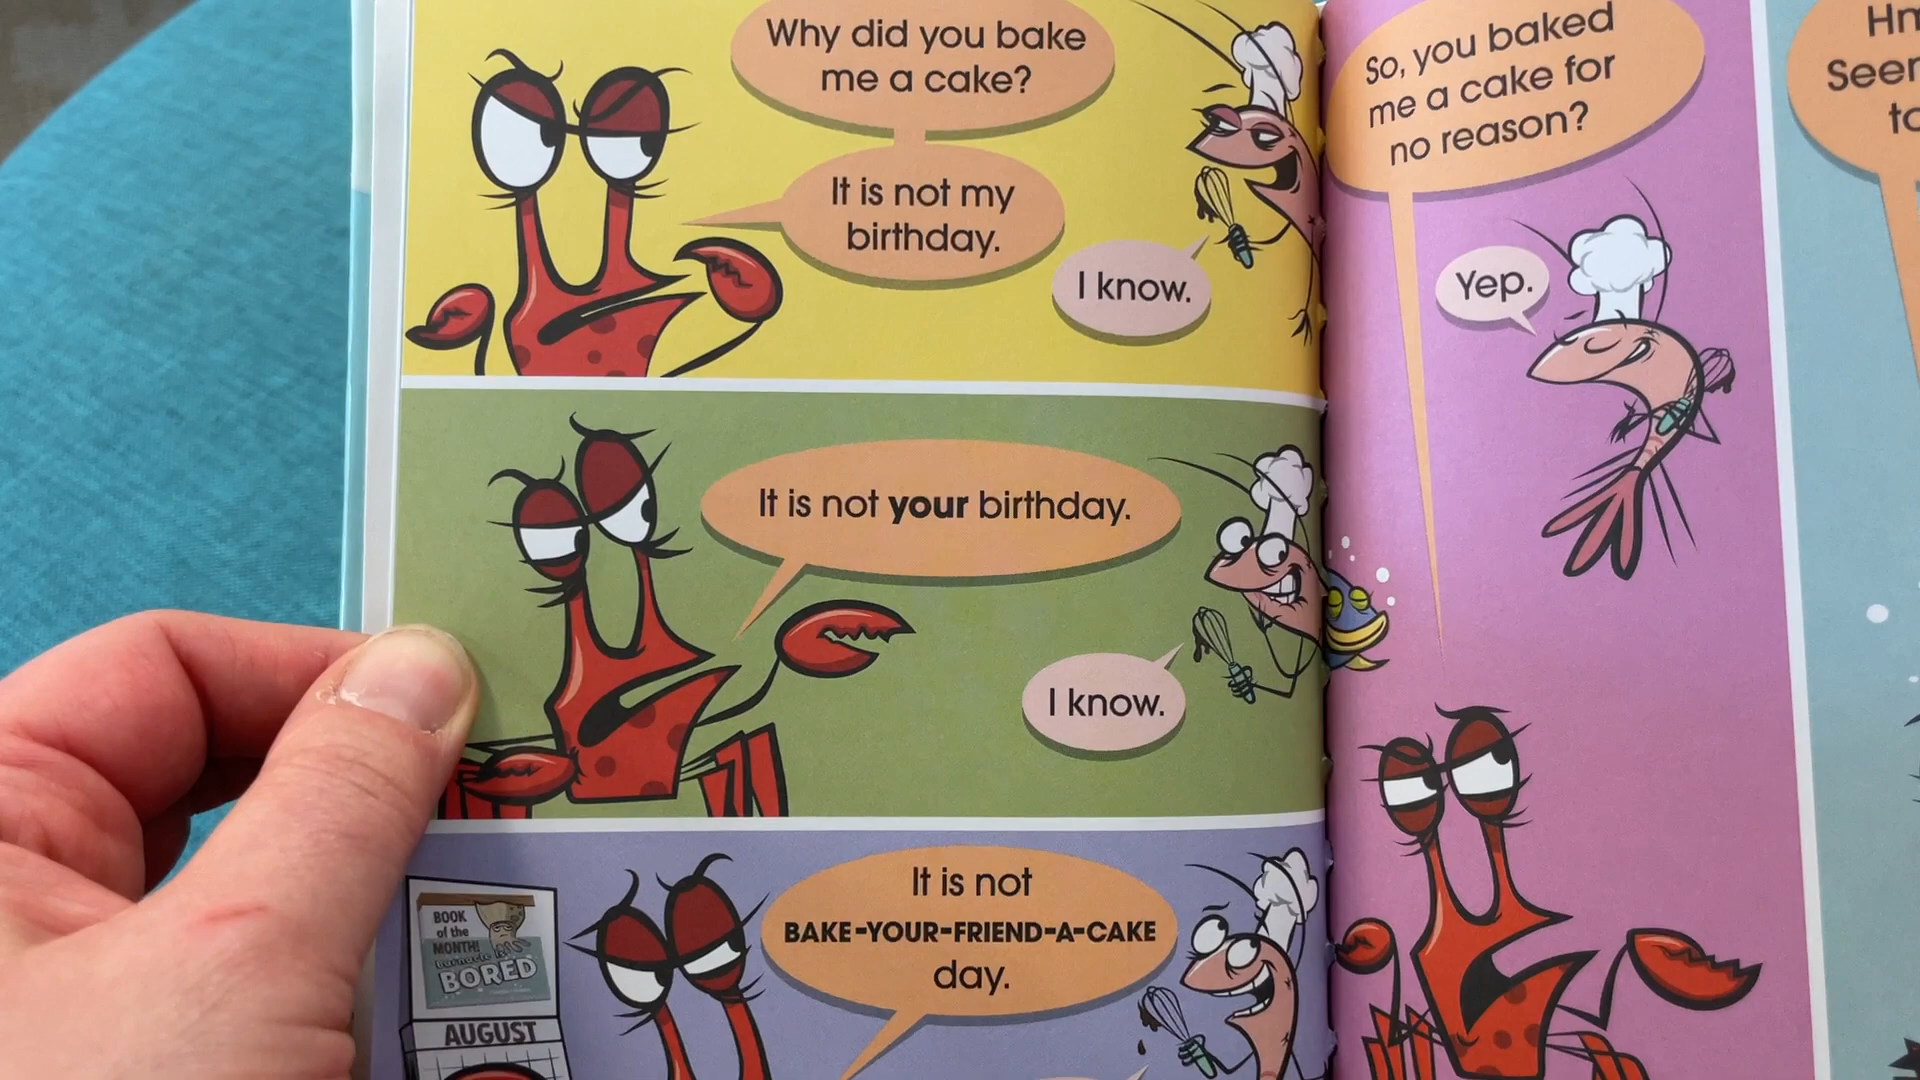 Why did you bake
me a cake?
It is not my
birthday.
I know.
It is not your birthday.
I know.
It is not
BAKE-YOUR-FRIEND-A-CAKE
day.
BOOK
of the
MONTH!
barnacle is
BORED
AUGUST
So, you baked
me a cake for
no reason?
Yep.